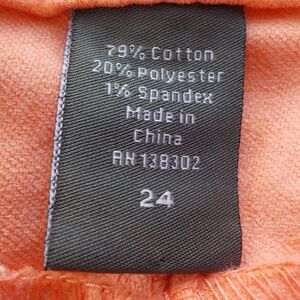 79% Cotton
20% Polyester
1% Spandex
Made in
China
RN 138302
24